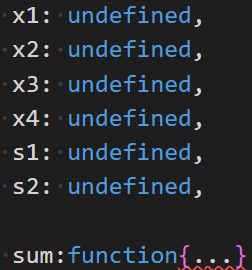 x1: undefined,
x2: undefined,
x3: undefined,
x4: undefined,
s1: undefined,
s2: undefined,
sum:function{...}